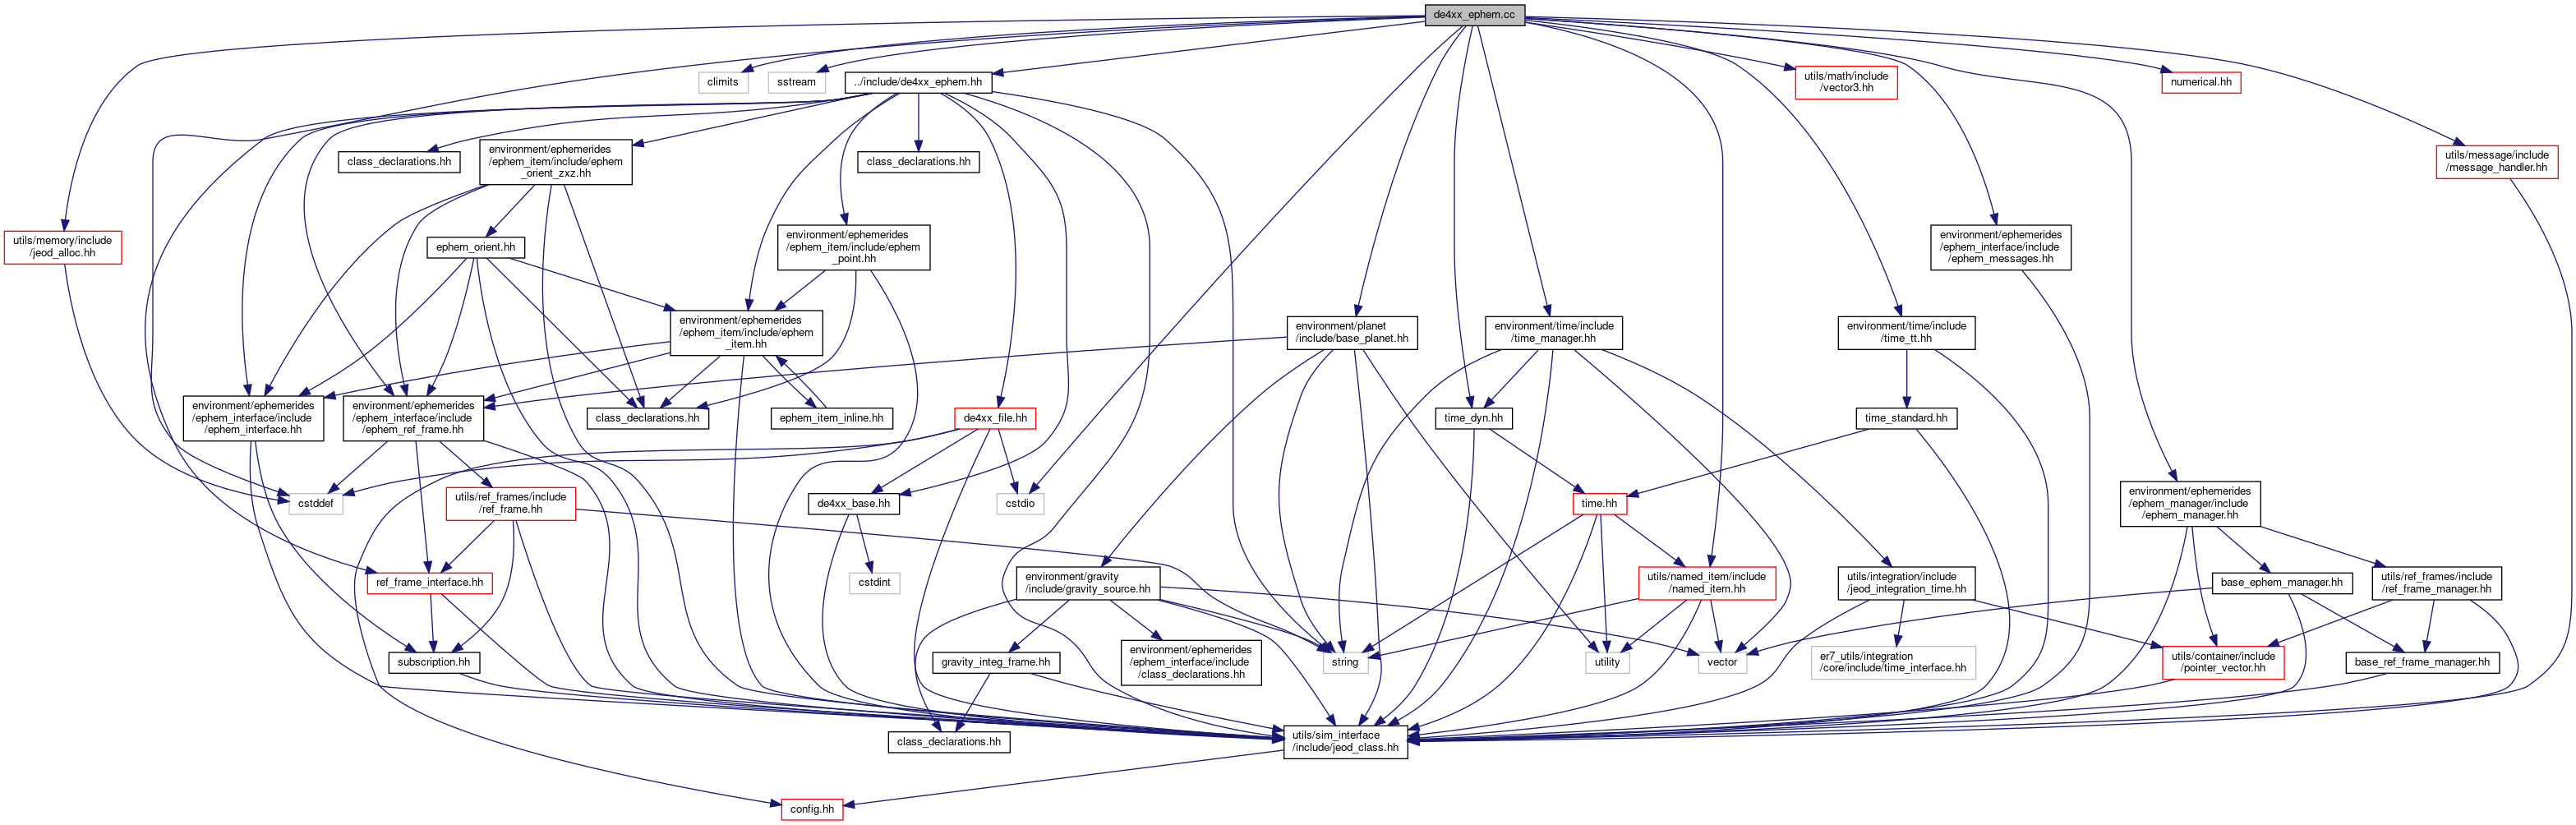 de4xx_ephem.cc
climits
sstream
../include/de4xx_ephem.hh
utils/math/include
/vector3.hh
numerical.hh
class_declarations.hh
environment/ephemerides
/ephem_item/include/ephem
_orient_zxz.hh
class_declarations.hh
utils/message/include
/message_handler.hh
utils/memory/include
/jeod_alloc.hh
ephem_orient.hh
environment/ephemerides
/ephem_item/include/ephem
_point.hh
environment/ephemerides
/ephem_interface/include
/ephem_messages.hh
environment/ephemerides
/ephem_item/include/ephem
_item.hh
environment/planet
/include/base_planet.hh
environment/time/include
/time_manager.hh
environment/time/include
/time_tt.hh
environment/ephemerides
/ephem_interface/include
/ephem_interface.hh
environment/ephemerides
/ephem_interface/include
/ephem_ref_frame.hh
class_declarations.hh
ephem_item_inline.hh
de4xx_file.hh
time_dyn.hh
time_standard.hh
cstddef
utils/ref_frames/include
/ref_frame.hh
de4xx_base.hh
cstdio
time.hh
environment/ephemerides
/ephem_manager/include
/ephem_manager.hh
ref_frame_interface.hh
cstdint
environment/gravity
/include/gravity_source.hh
utils/named_item/include
/named_item.hh
utils/integration/include
/jeod_integration_time.hh
base_ephem_manager.hh
utils/ref_frames/include
/ref_frame_manager.hh
subscription.hh
gravity_integ_frame.hh
environment/ephemerides
/ephem_interface/include
/class_declarations.hh
string
utility
vector
er7_utils/integration
/core/include/time_interface.hh
utils/container/include
/pointer_vector.hh
base_ref_frame_manager.hh
class_declarations.hh
utils/sim_interface
/include/jeod_class.hh
config.hh